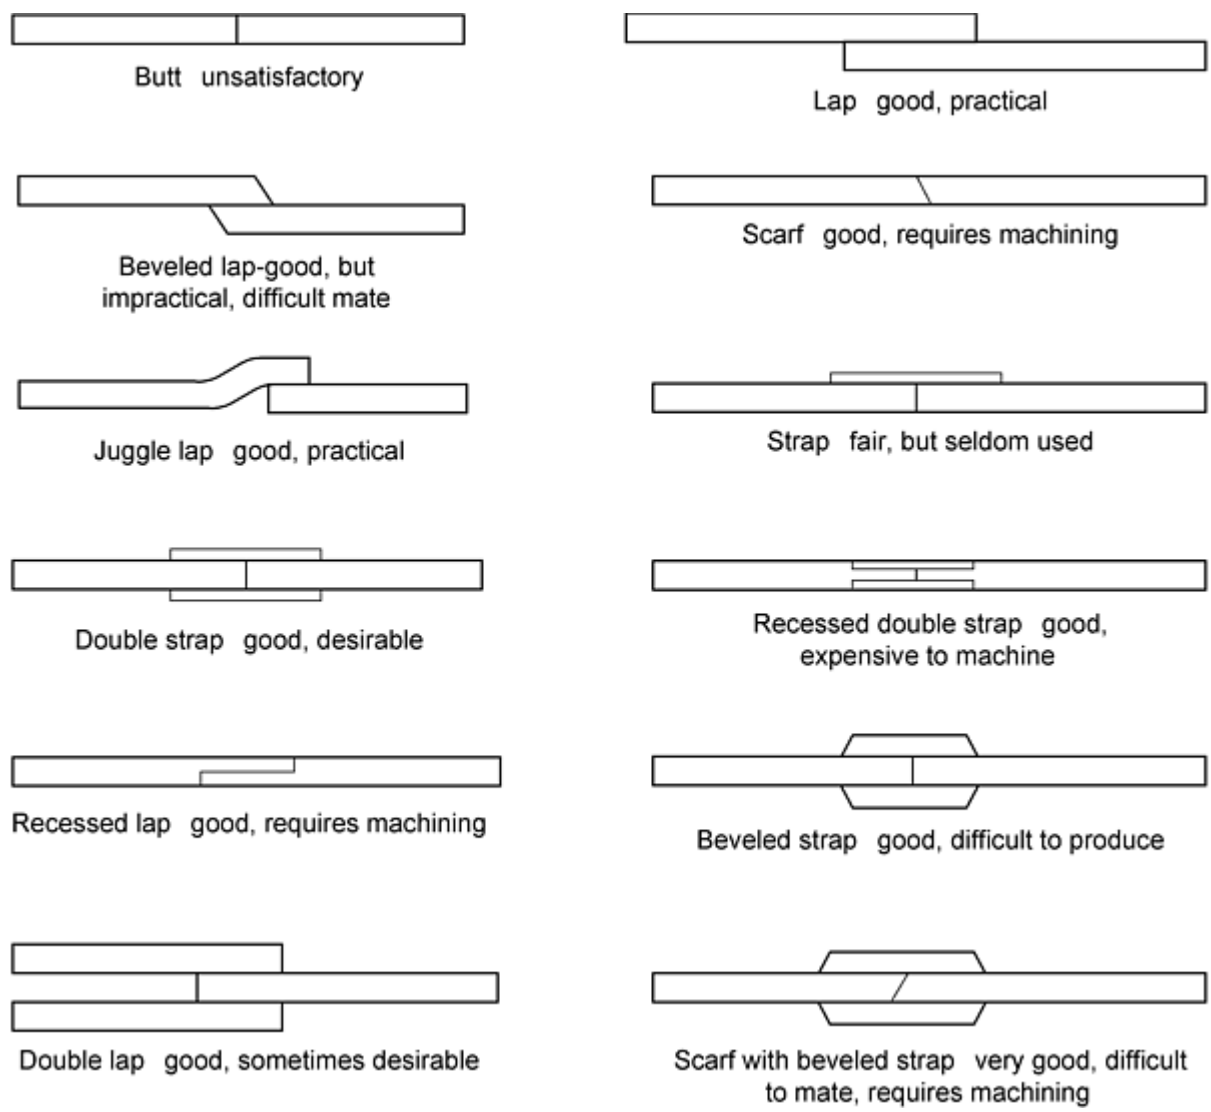 Butt unsatisfactory
Lap good, practical
Beveled lap-good, but
impractical, difficult mate
Scarf good, requires machining
Juggle lap good, practical
Strap fair, but seldom used
Double strap good, desirable
Recessed double strap good,
expensive to machine
Recessed lap good, requires machining
Beveled strap good, difficult to produce
Double lap good, sometimes desirable
Scarf with beveled strap very good, difficult
to mate, requires machining